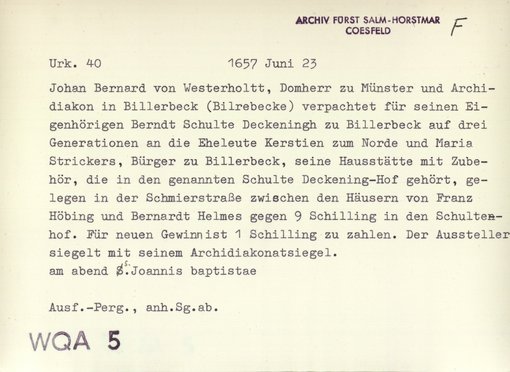 ARCHIV FÜRST SALM-HORSTMAR
COESFELD
F
Urk. 40 1657 Juni 23
Johan Bernard von Westerholtt, Domherr zu Münster und Archi-
diakon in Billerbeck (Bilrebecke) verpachtet für seinen Ei-
genhörigen Berndt Schulte Deckeningh zu Billerbeck auf drei
Generationen an die Eheleute Kerstien zum Norde und Maria
Strickers, Bürger zu Billerbeck, seine Hausstätte mit Zube-
hör, die in den genannten Schulte Deckening-Hof gehört, ge-
legen in der Schmierstraße zwischen den Häusern von Franz
Höbing und Bernardt Helmes gegen 9 Schilling in den Schulten-
hof. Für neuen Gewinn ist 1 Schilling zu zahlen. Der Aussteller
siegelt mit seinem Archidiakonatsiegel.
am abend S. Joannis baptistae
Ausf.-Perg., anh.Sg.ab.
WQA 5